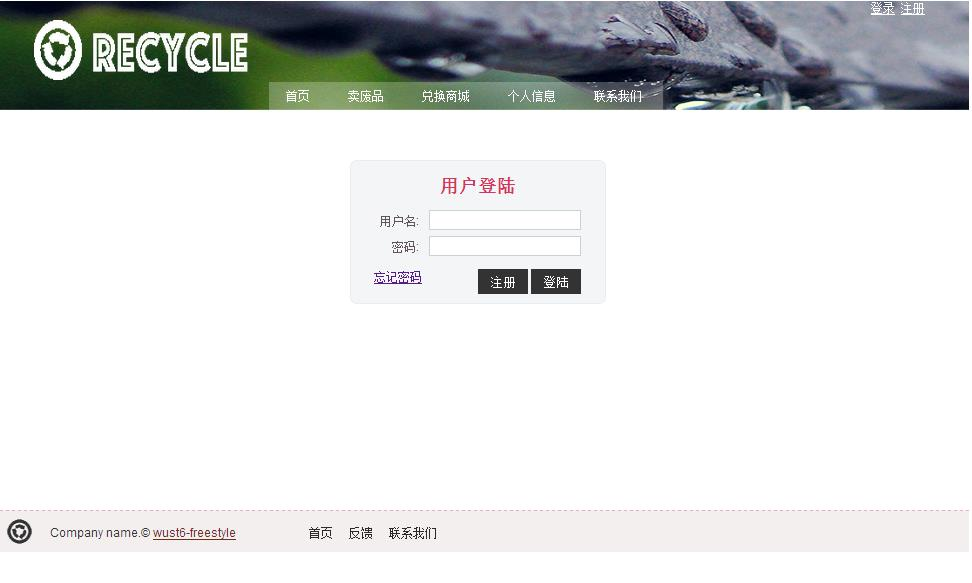 登录 注册
RECYCLE
首页 卖废品 兑换商城 个人信息 联系我们
用户登陆
用户名:
密码:
忘记密码 注册 登陆
Company name.© wust6-freestyle 首页 反馈 联系我们